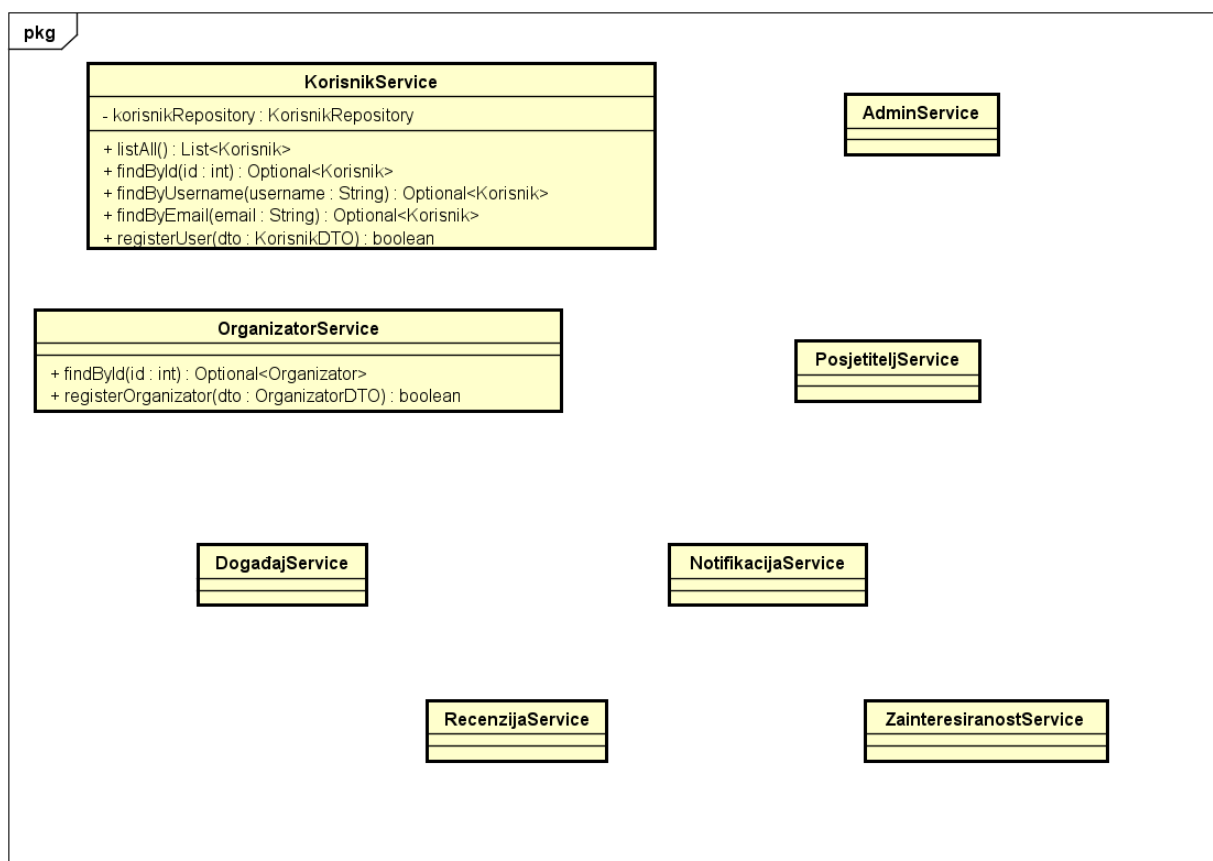 pkg
KorisnikService
- korisnikRepository : KorisnikRepository
+ listAll() : List<Korisnik>
+ findById(id : int) : Optional<Korisnik>
+ findByUsername(username : String) : Optional<Korisnik>
+ findByEmail(email : String) : Optional<Korisnik>
+ registerUser(dto : KorisnikDTO) : boolean
AdminService
OrganizatorService
+ findById(id : int) : Optional<Organizator>
+ registerOrganizator(dto : OrganizatorDTO) : boolean
PosjetiteljService
DogađajService
NotifikacijaService
RecenzijaService
ZainteresiranostService